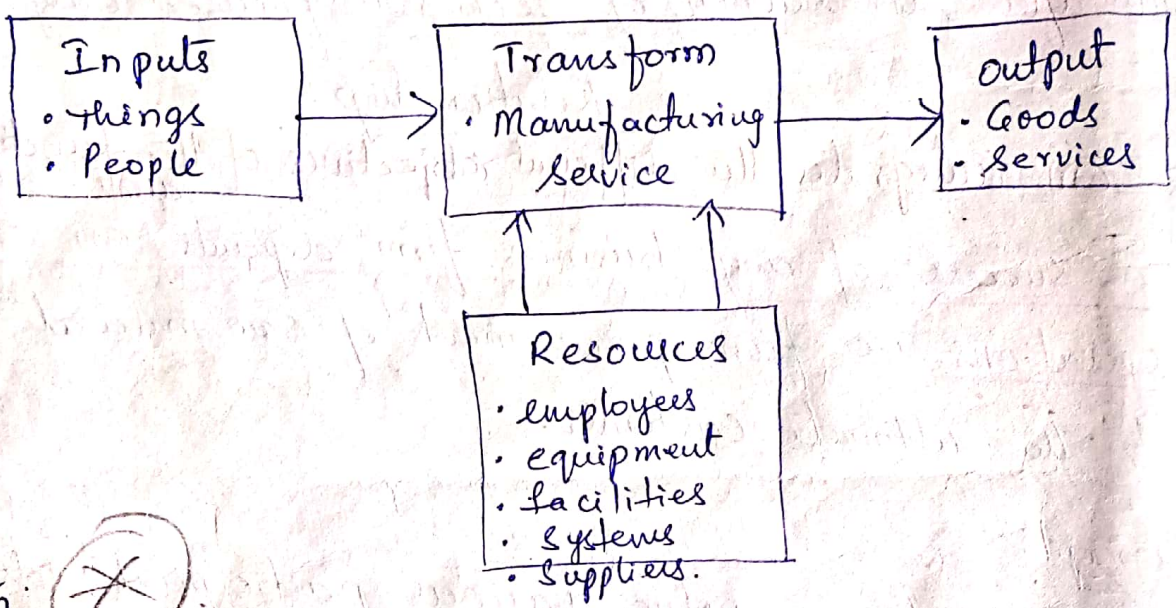 Inputs
• things
• People
Transform
• Manufacturing
Service
output
• Goods
• Services
Resources
• employees
• equipment
• facilities
• systems
• Suppliers.